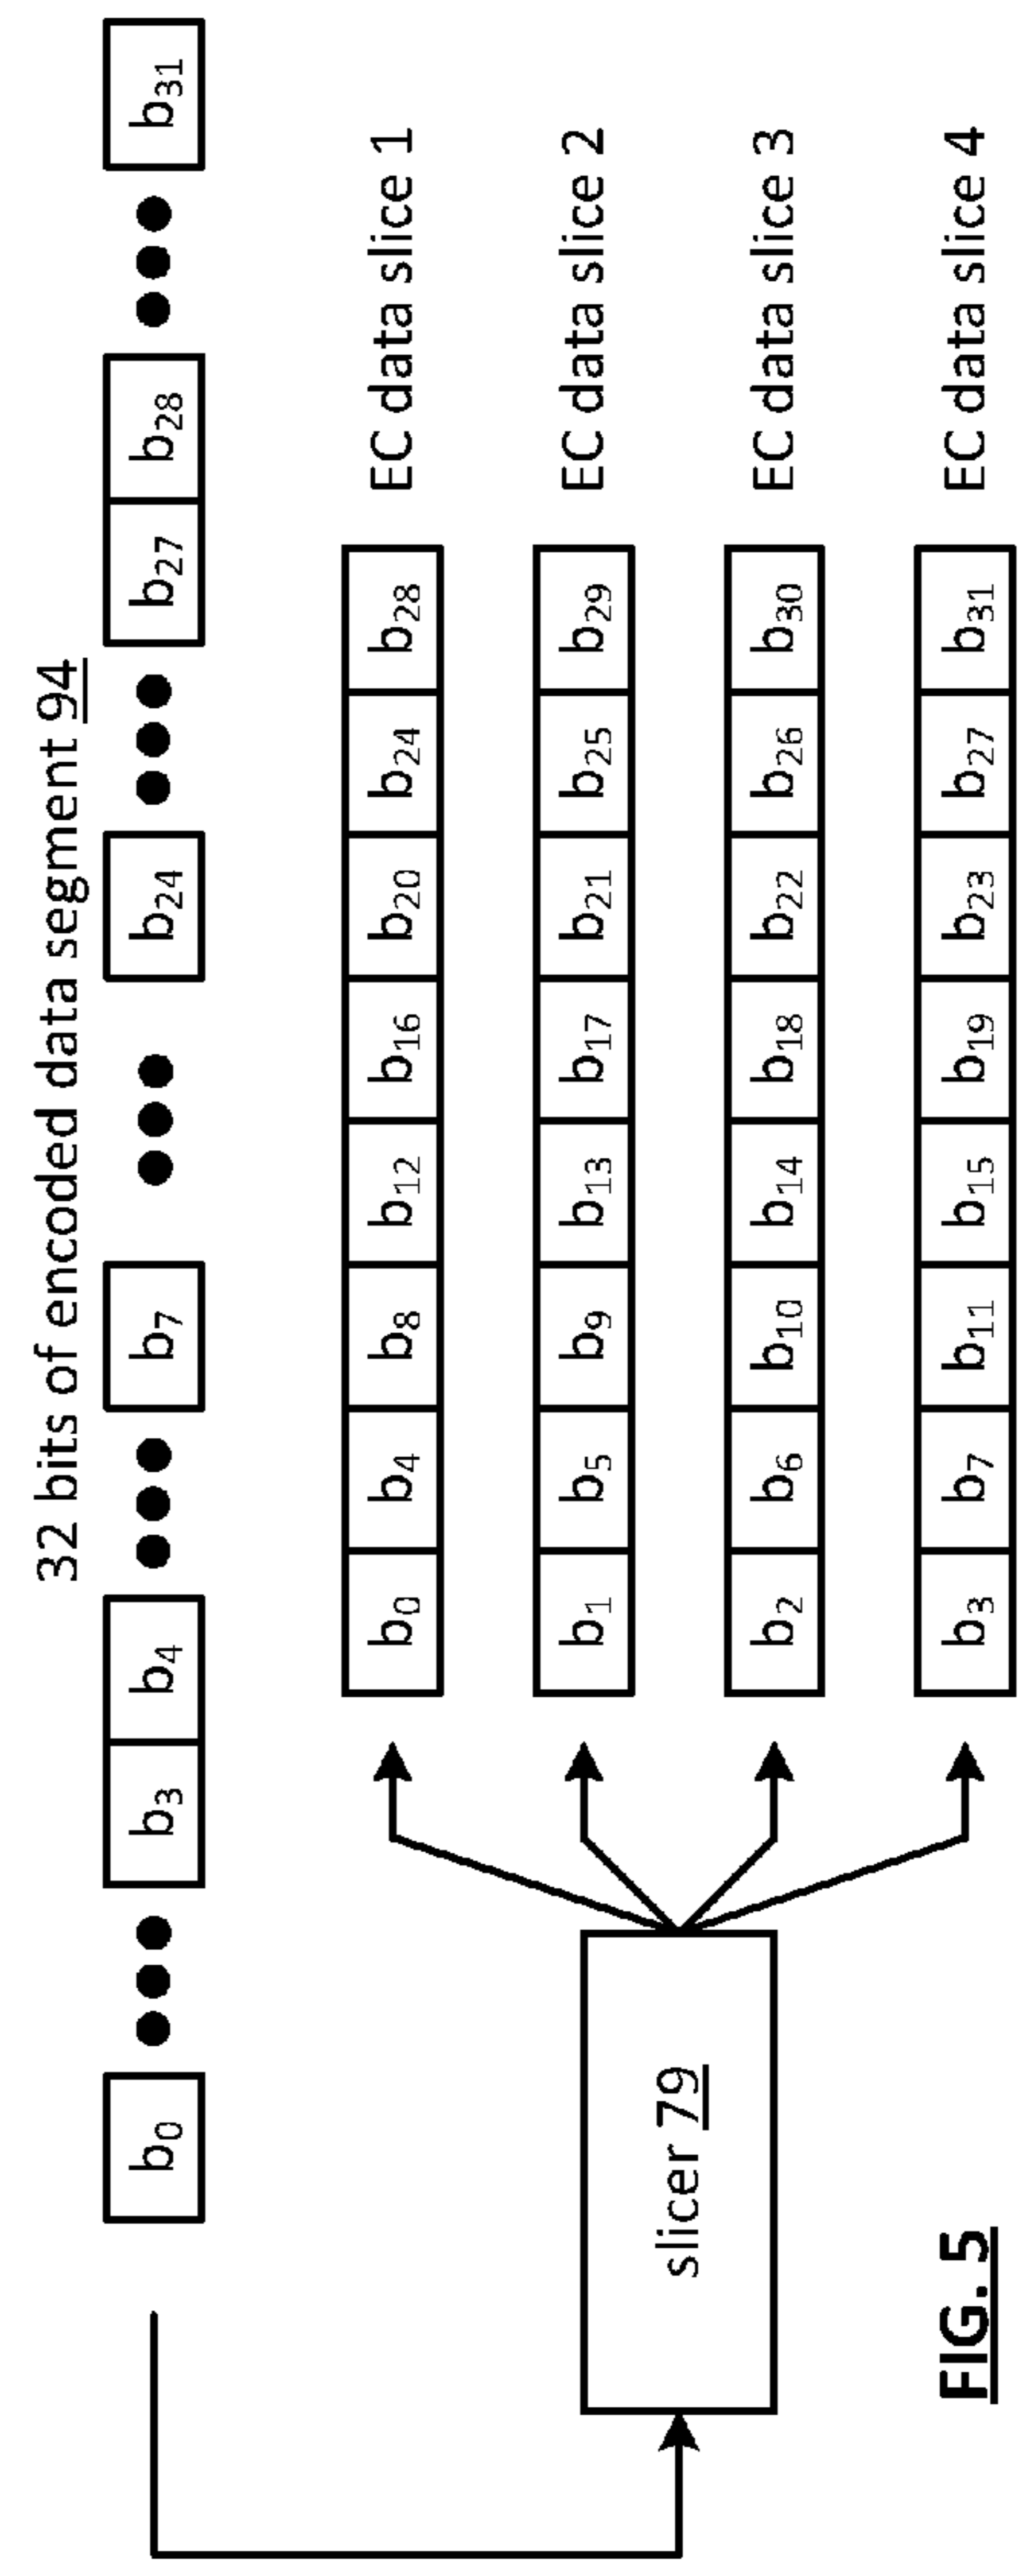 32 bits of encoded data segment 94
b0 b3 b4 b7 b24 b27 b28 b31
b0 b4 b8 b12 b16 b20 b24 b28 EC data slice 1
b1 b5 b9 b13 b17 b21 b25 b29 EC data slice 2
slicer 79
b2 b6 b10 b14 b18 b22 b26 b30 EC data slice 3
b3 b7 b11 b15 b19 b23 b27 b31 EC data slice 4
FIG. 5